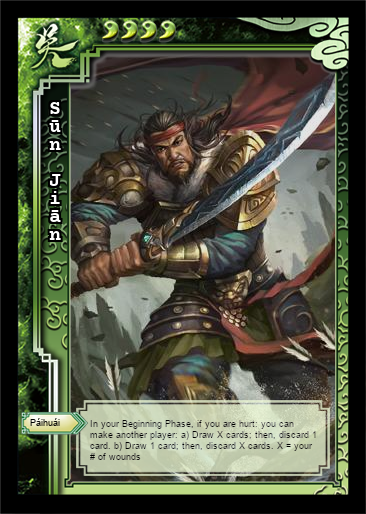 吳
Sūn Jiān
Páihuái
In your Beginning Phase, if you are hurt: you can
make another player: a) Draw X cards; then, discard 1
card. b) Draw 1 card; then, discard X cards. X = your
# of wounds